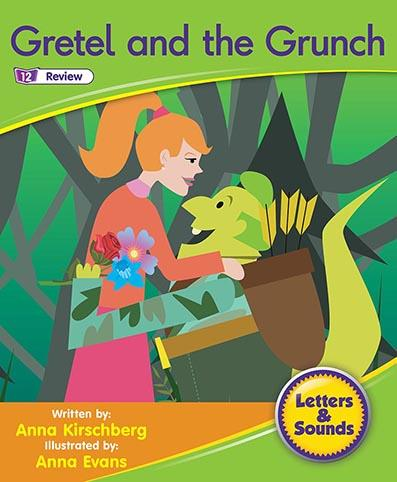 Gretel and the Grunch
12 Review
Written by:
Anna Kirschberg
Illustrated by:
Anna Evans
Letters
&
Sounds